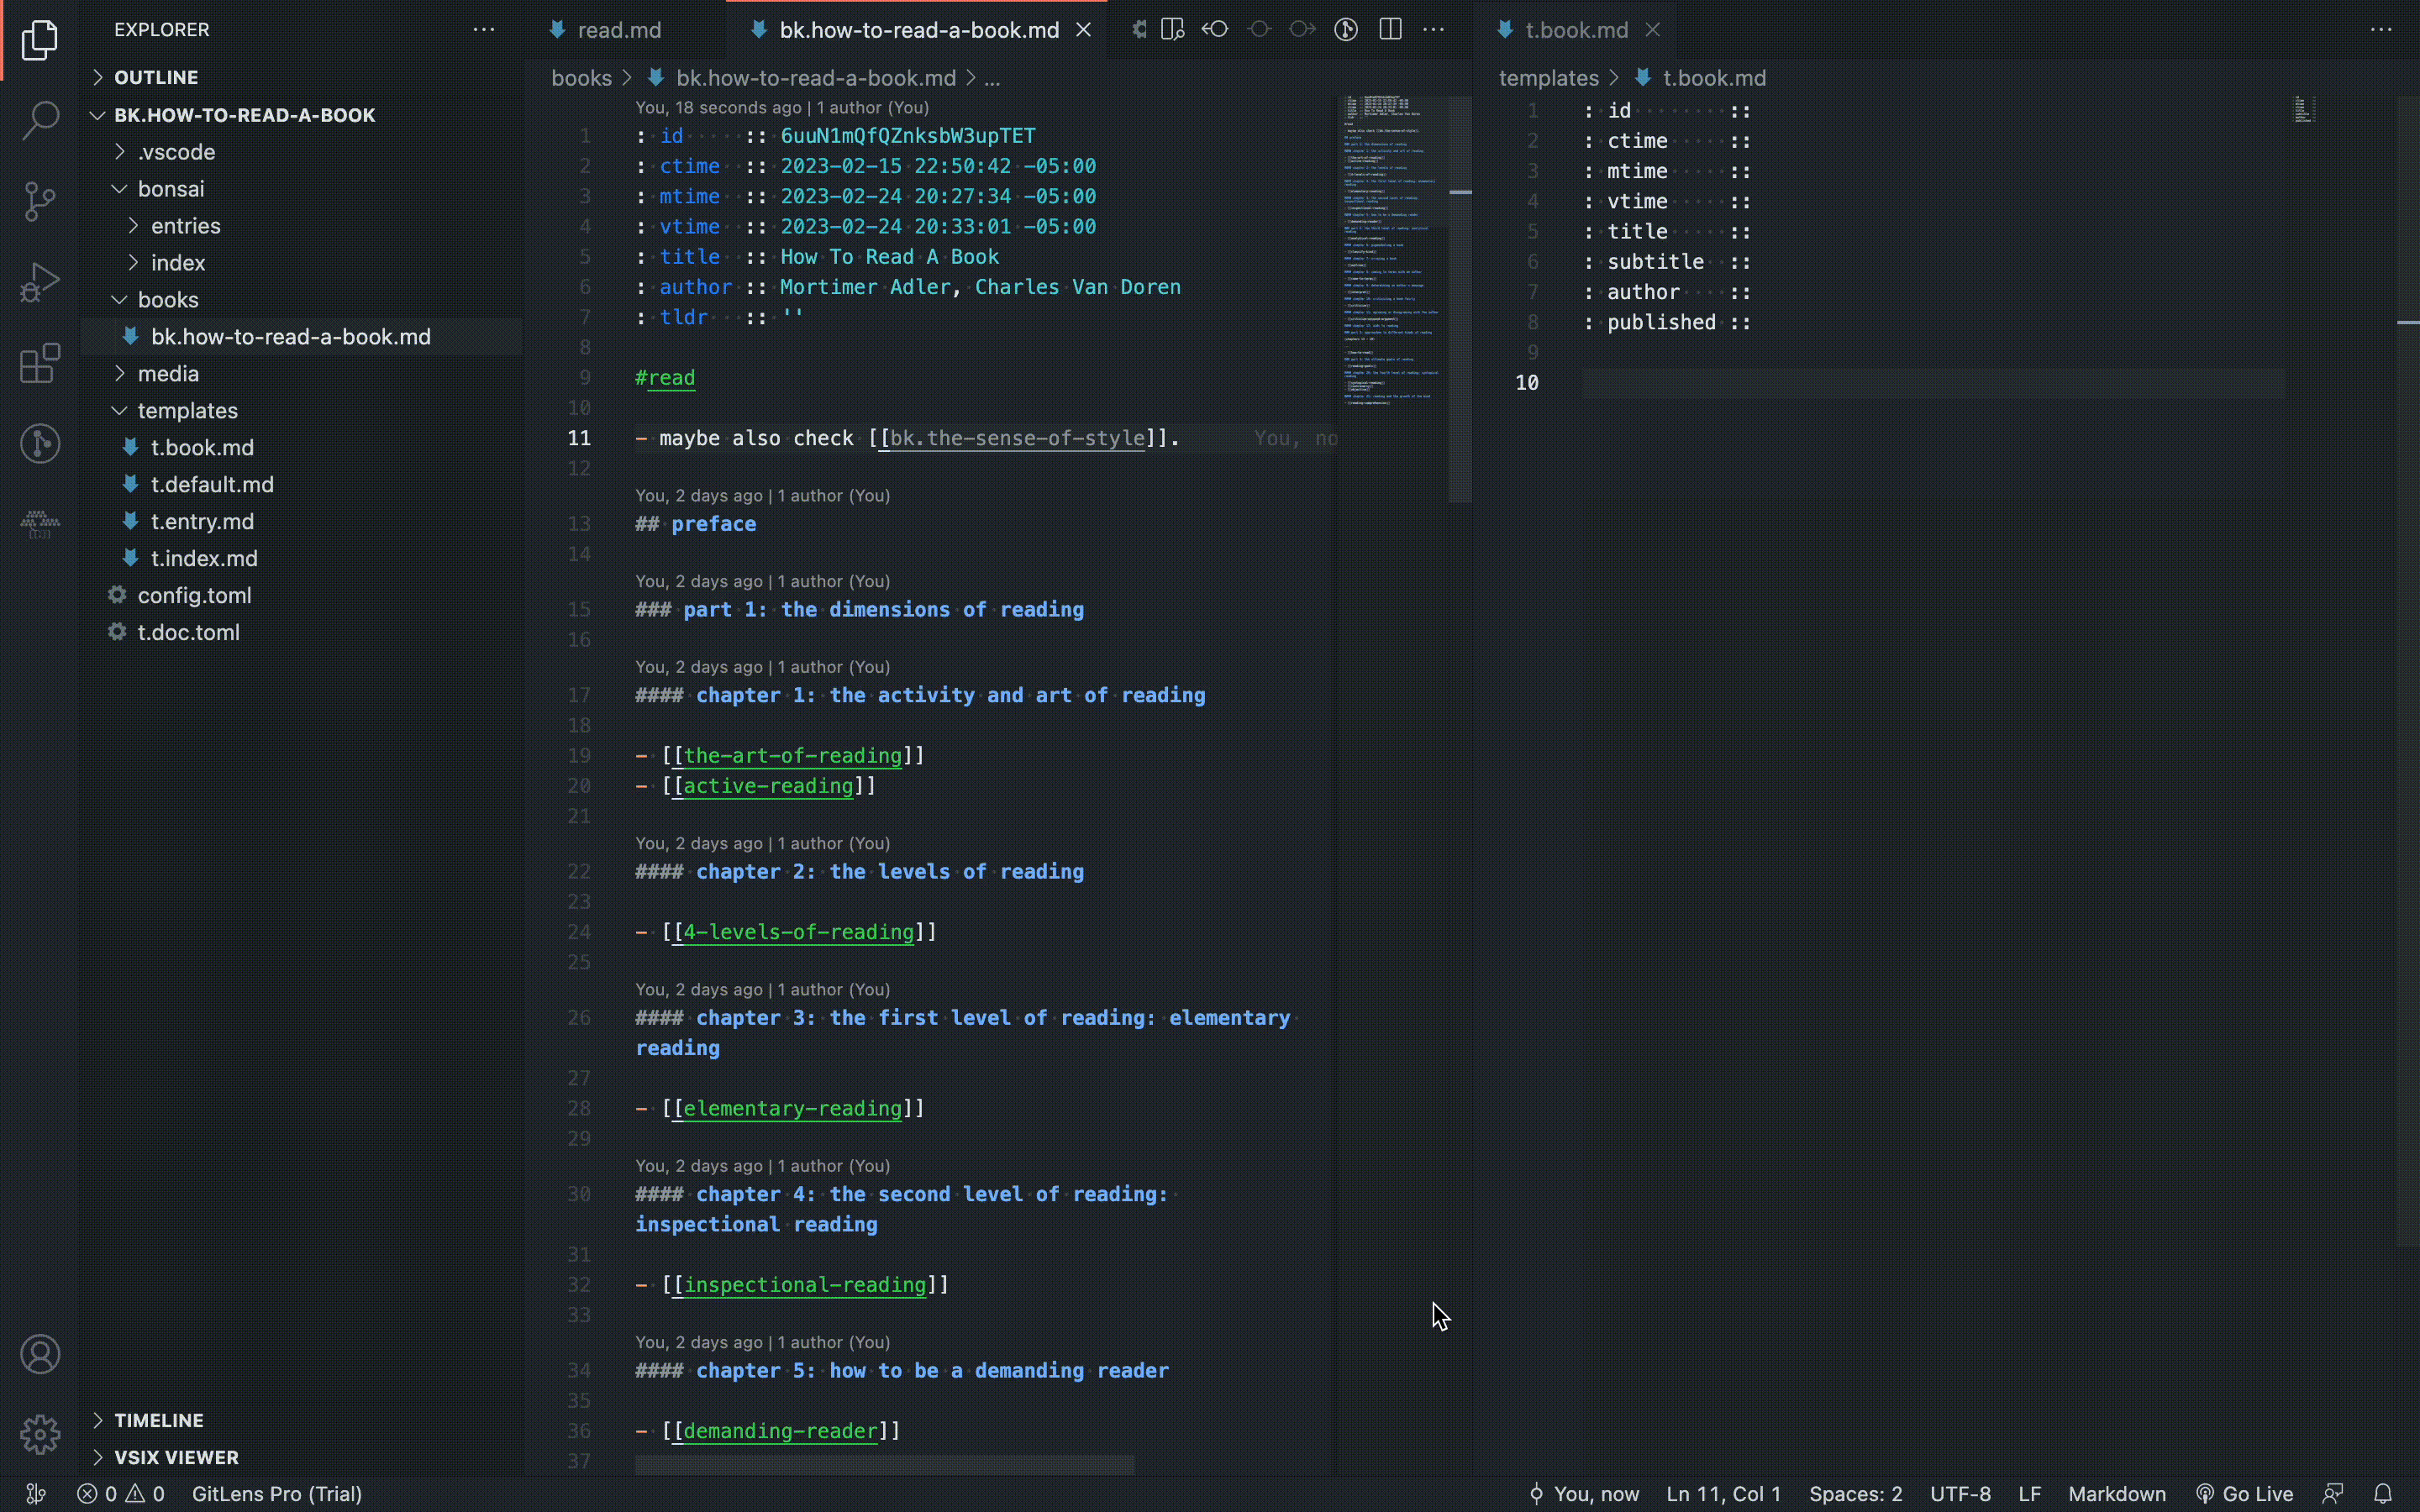 EXPLORER
OUTLINE
BK.HOW-TO-READ-A-BOOK
.vscode
bonsai
entries
index
books
bk.how-to-read-a-book.md
media
templates
t.book.md
t.default.md
t.entry.md
t.index.md
config.toml
t.doc.toml
TIMELINE
VSIX VIEWER
read.md
bk.how-to-read-a-book.md
books > bk.how-to-read-a-book.md > ...
You, 18 seconds ago | 1 author (You)
1 : id :: 6uuN1mQfQZnksbW3upTET
2 : ctime :: 2023-02-15 22:50:42 -05:00
3 : mtime :: 2023-02-24 20:27:34 -05:00
4 : vtime :: 2023-02-24 20:33:01 -05:00
5 : title :: How To Read A Book
6 : author :: Mortimer Adler, Charles Van Doren
7 : tldr :: ''
8
9 #read
10
11 - maybe also check [[bk.the-sense-of-style]]. You, no
12
You, 2 days ago | 1 author (You)
13 ## preface
14
You, 2 days ago | 1 author (You)
15 ### part 1: the dimensions of reading
16
You, 2 days ago | 1 author (You)
17 #### chapter 1: the activity and art of reading
18
19 - [[the-art-of-reading]]
20 - [[active-reading]]
21
You, 2 days ago | 1 author (You)
22 #### chapter 2: the levels of reading
23
24 - [[4-levels-of-reading]]
25
You, 2 days ago | 1 author (You)
26 #### chapter 3: the first level of reading: elementary
reading
27
28 - [[elementary-reading]]
29
You, 2 days ago | 1 author (You)
30 #### chapter 4: the second level of reading:
inspectional reading
31
32 - [[inspectional-reading]]
33
You, 2 days ago | 1 author (You)
34 #### chapter 5: how to be a demanding reader
35
36 - [[demanding-reader]]
37
t.book.md
templates > t.book.md
1 : id ::
2 : ctime ::
3 : mtime ::
4 : vtime ::
5 : title ::
6 : subtitle ::
7 : author ::
8 : published ::
9
10
0 0 GitLens Pro (Trial)
You, now Ln 11, Col 1 Spaces: 2 UTF-8 LF Markdown Go Live